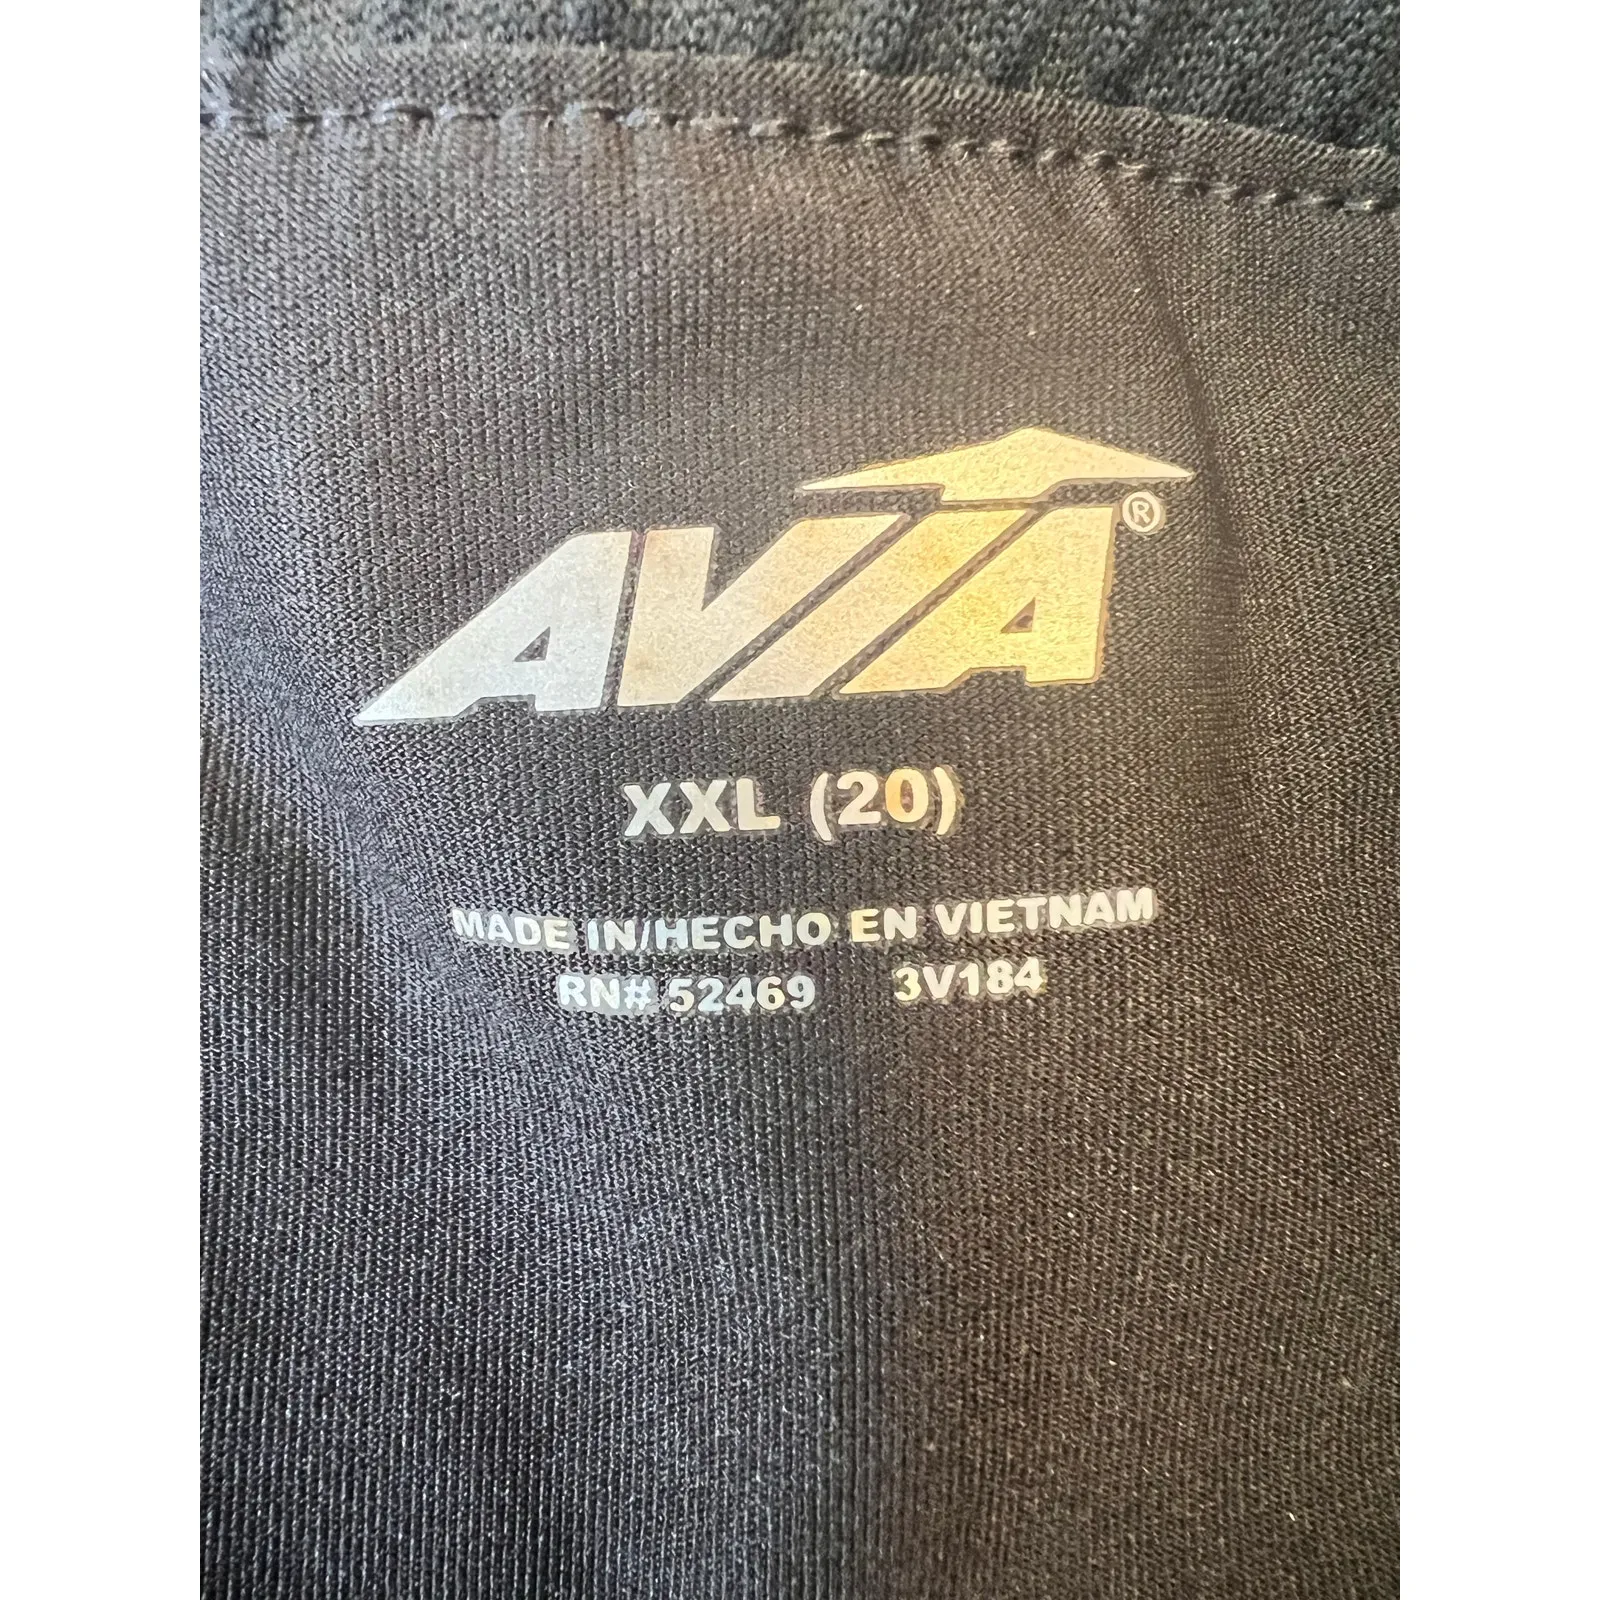 AVIA®
XXL (20)
MADE IN/HECHO EN VIETNAM
RN# 52469 3V184